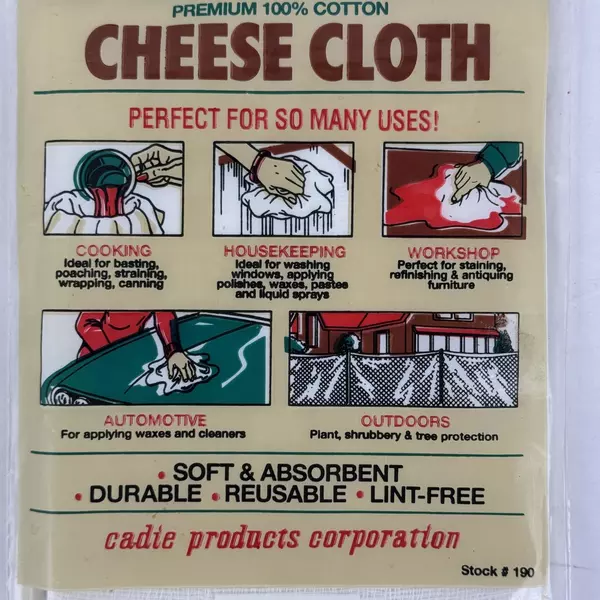 PREMIUM 100% COTTON
CHEESE CLOTH
PERFECT FOR SO MANY USES!
COOKING
Ideal for basting,
poaching, straining,
wrapping, canning
HOUSEKEEPING
Ideal for washing
windows, applying
polishes, waxes, pastes
and liquid sprays
WORKSHOP
Perfect for staining,
refinishing & antiquing
furniture
AUTOMOTIVE
For applying waxes and cleaners
OUTDOORS
Plant, shrubbery & tree protection
• SOFT & ABSORBENT
• DURABLE • REUSABLE • LINT-FREE
cadie products corporation
Stock # 190